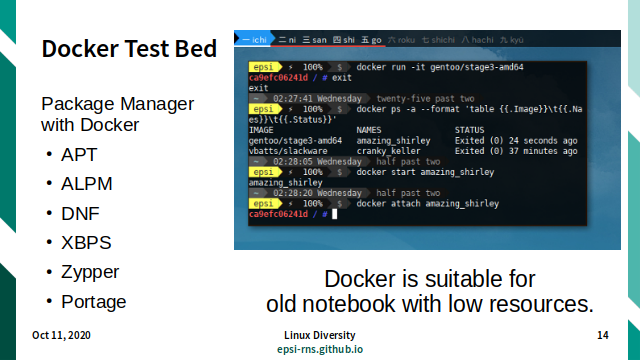 Docker Test Bed
Package Manager
with Docker
• APT
• ALPM
• DNF
• XBPS
• Zypper
• Portage
一 ichi 二 ni 三 san 四 shi 五 go 六 roku 七 shichi 八 hachi 九 kyū
epsi ⚡ 100% $ docker run -it gentoo/stage3-amd64
ca9efc06241d / # exit
exit
~ 02:27:41 Wednesday twenty-five past two
epsi ⚡ 100% $ docker ps -a --format 'table {{.Image}}\t{{.Na
es}}\t{{.Status}}'
IMAGE NAMES STATUS
gentoo/stage3-amd64 amazing_shirley Exited (0) 24 seconds ago
vbatts/slackware cranky_keller Exited (0) 37 minutes ago
~ 02:28:05 Wednesday half past two
epsi ⚡ 100% $ docker start amazing_shirley
amazing_shirley
~ 02:28:20 Wednesday half past two
epsi ⚡ 100% $ docker attach amazing_shirley
ca9efc06241d / #
Docker is suitable for
old notebook with low resources.
Oct 11, 2020 Linux Diversity 14
epsi-rns.github.io